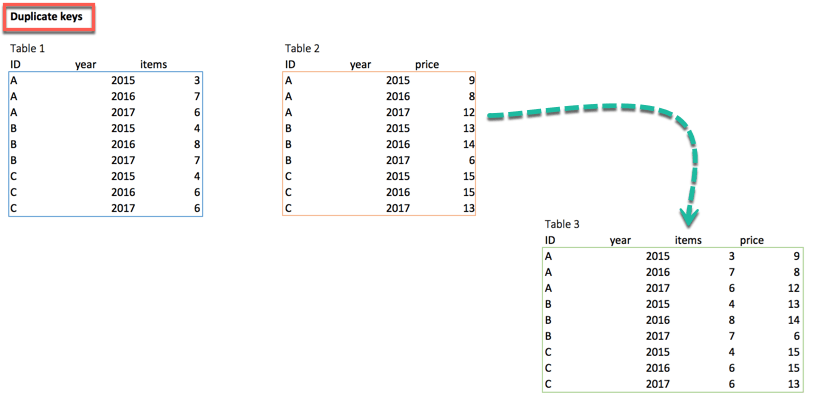 Duplicate keys
Table 1
ID year items
A 2015 3
A 2016 7
A 2017 6
B 2015 4
B 2016 8
B 2017 7
C 2015 4
C 2016 6
C 2017 6
Table 2
ID year price
A 2015 9
A 2016 8
A 2017 12
B 2015 13
B 2016 14
B 2017 6
C 2015 15
C 2016 15
C 2017 13
Table 3
ID year items price
A 2015 3 9
A 2016 7 8
A 2017 6 12
B 2015 4 13
B 2016 8 14
B 2017 7 6
C 2015 4 15
C 2016 6 15
C 2017 6 13